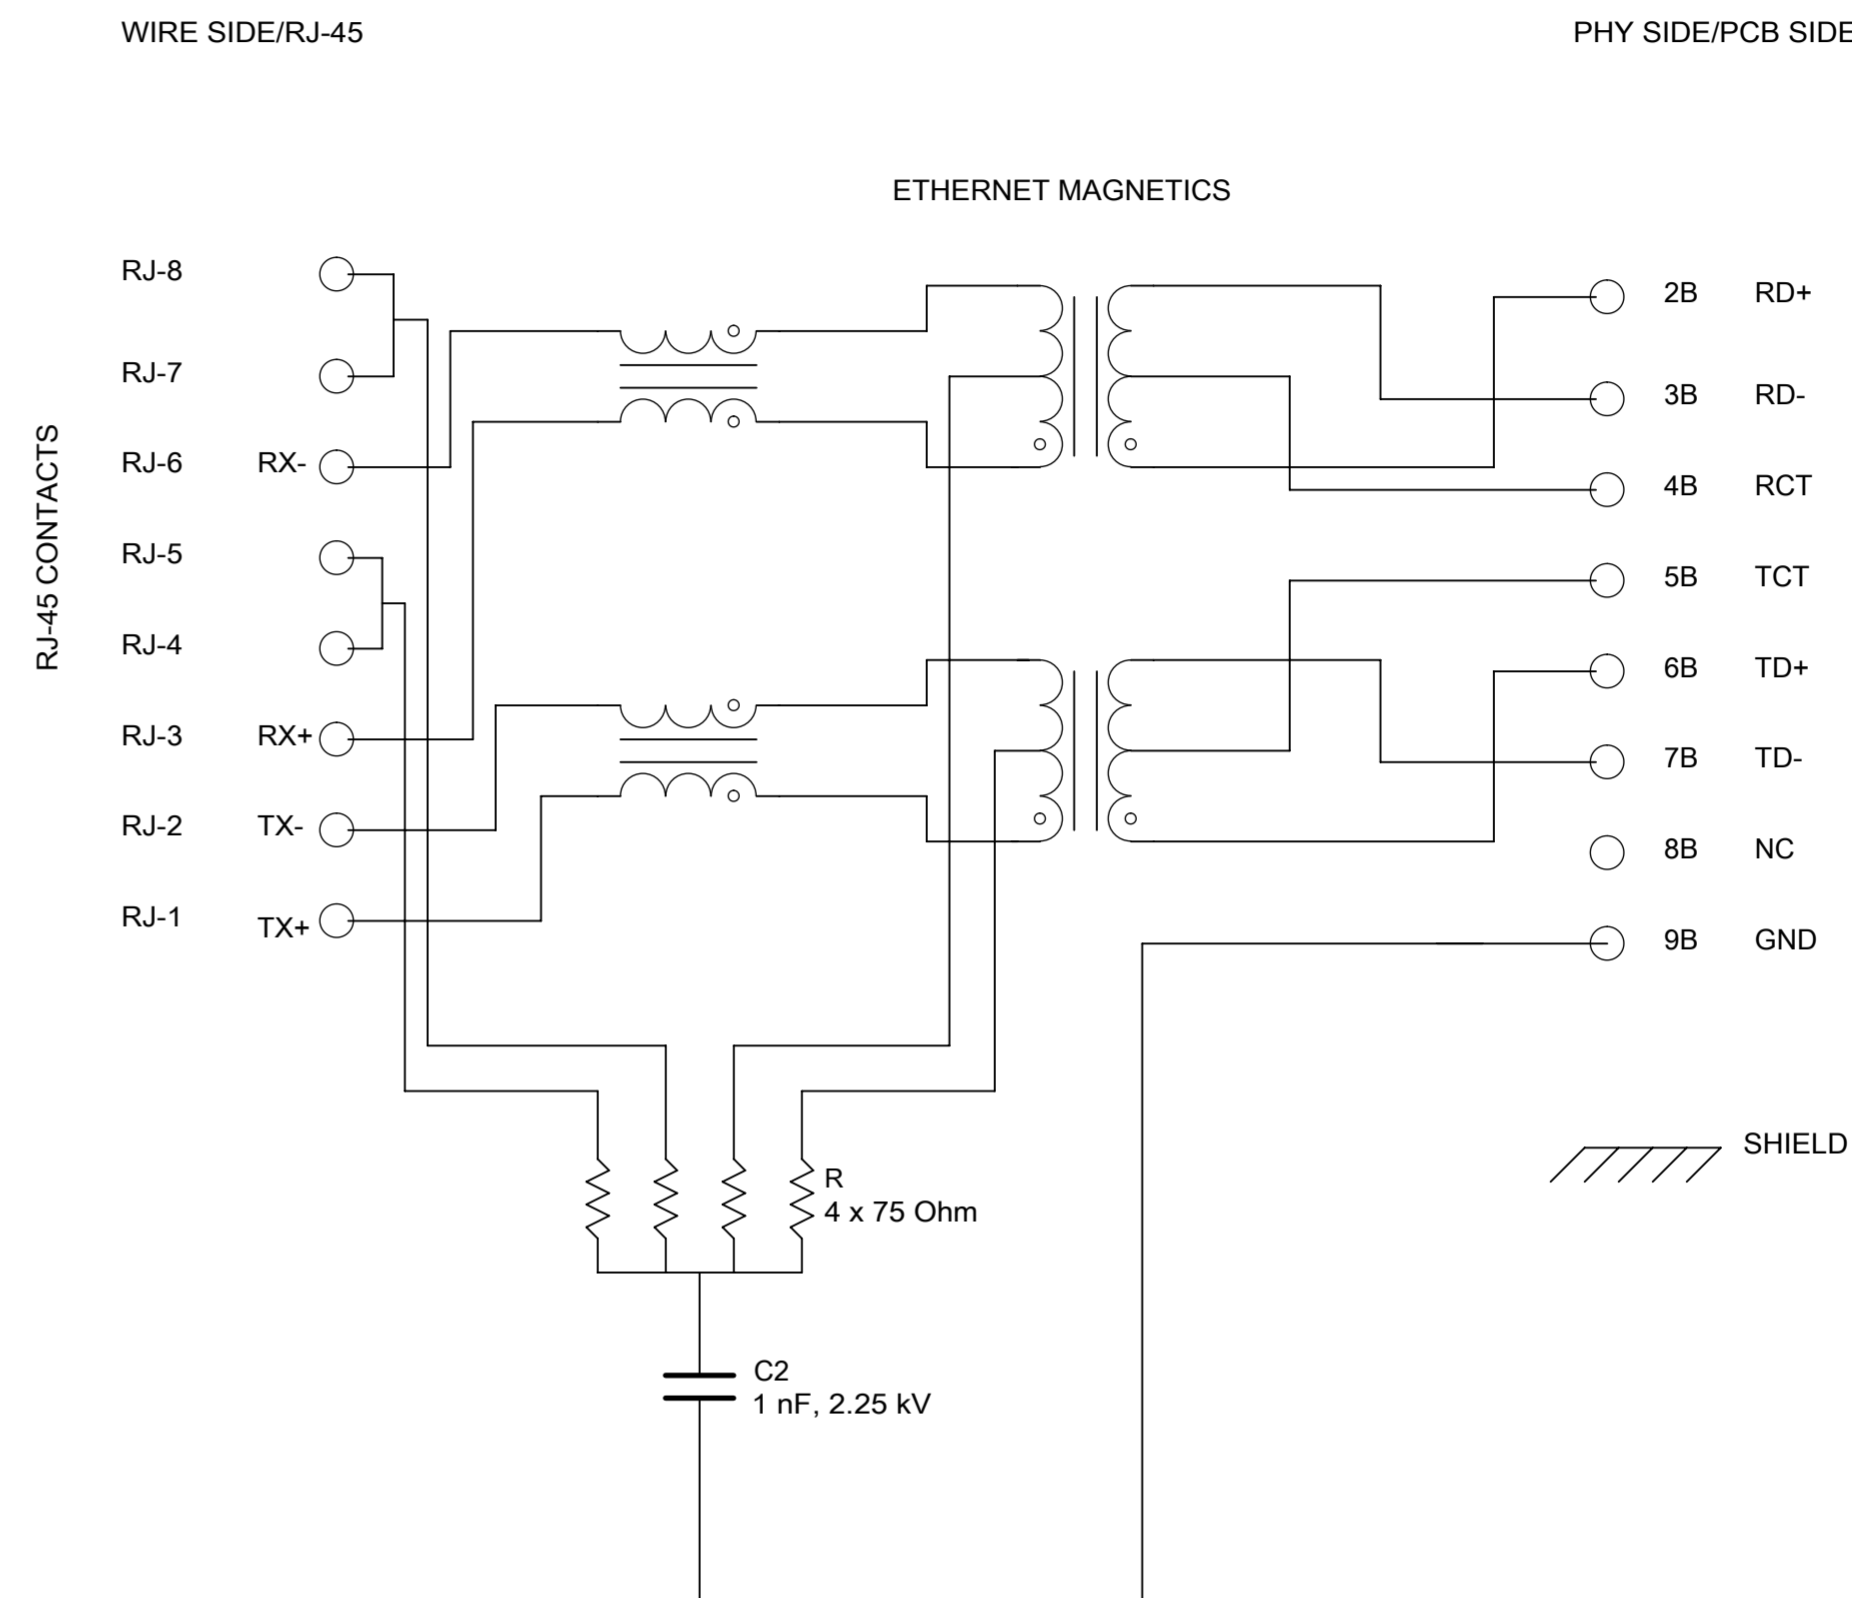 WIRE SIDE/RJ-45
PHY SIDE/PCB SIDE
ETHERNET MAGNETICS
RJ-45 CONTACTS
RJ-8
RJ-7
RJ-6 RX-
RJ-5
RJ-4
RJ-3 RX+
RJ-2 TX-
RJ-1 TX+
2B RD+
3B RD-
4B RCT
5B TCT
6B TD+
7B TD-
8B NC
9B GND
SHIELD
R
4 x 75 Ohm
C2
1 nF, 2.25 kV